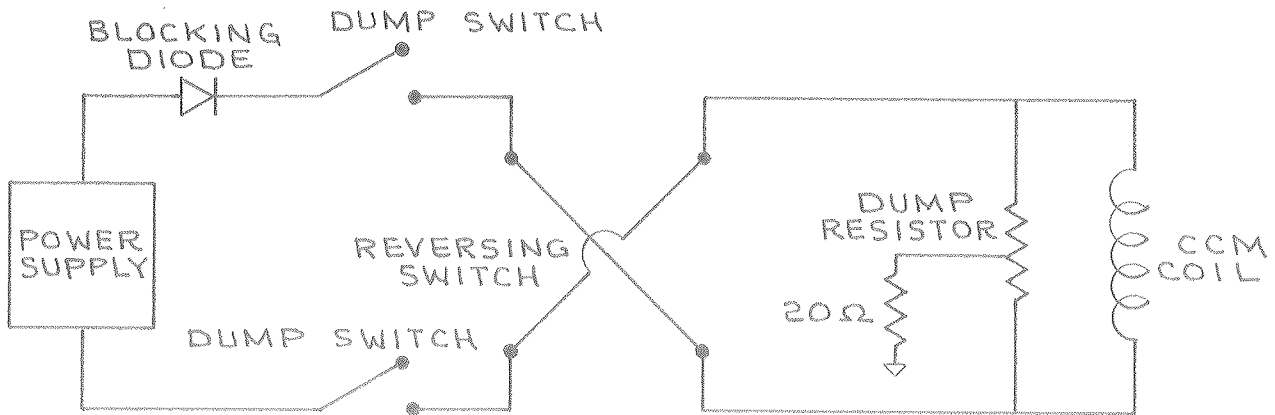 BLOCKING
DIODE
DUMP SWITCH
POWER
SUPPLY
REVERSING
SWITCH
DUMP SWITCH
DUMP
RESISTOR
20Ω
CCM
COIL